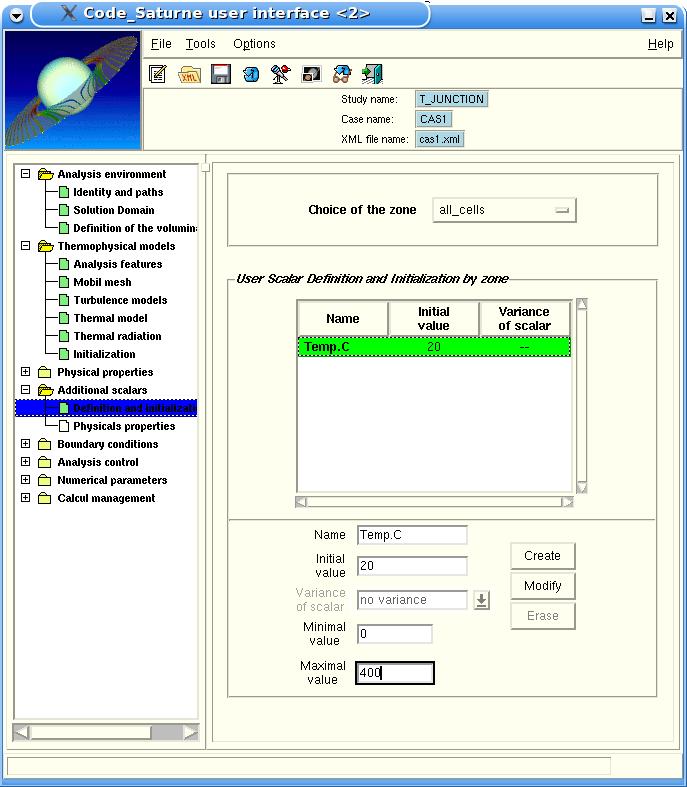 Code_Saturne user interface <2>
File Tools Options Help
XML
Study name: T_JUNCTION
Case name: CAS1
XML file name: cas1.xml
Analysis environment
Identity and paths
Solution Domain
Definition of the volumin
Thermophysical models
Analysis features
Mobil mesh
Turbulence models
Thermal model
Thermal radiation
Initialization
Physical properties
Additional scalars
Definition and initializati
Physicals properties
Boundary conditions
Analysis control
Numerical parameters
Calcul management
Choice of the zone all_cells
User Scalar Definition and Initialization by zone
Name Initial value Variance of scalar
Temp.C 20 --
Name Temp.C
Initial value 20
Variance of scalar no variance
Minimal value 0
Maximal value 400
Create
Modify
Erase